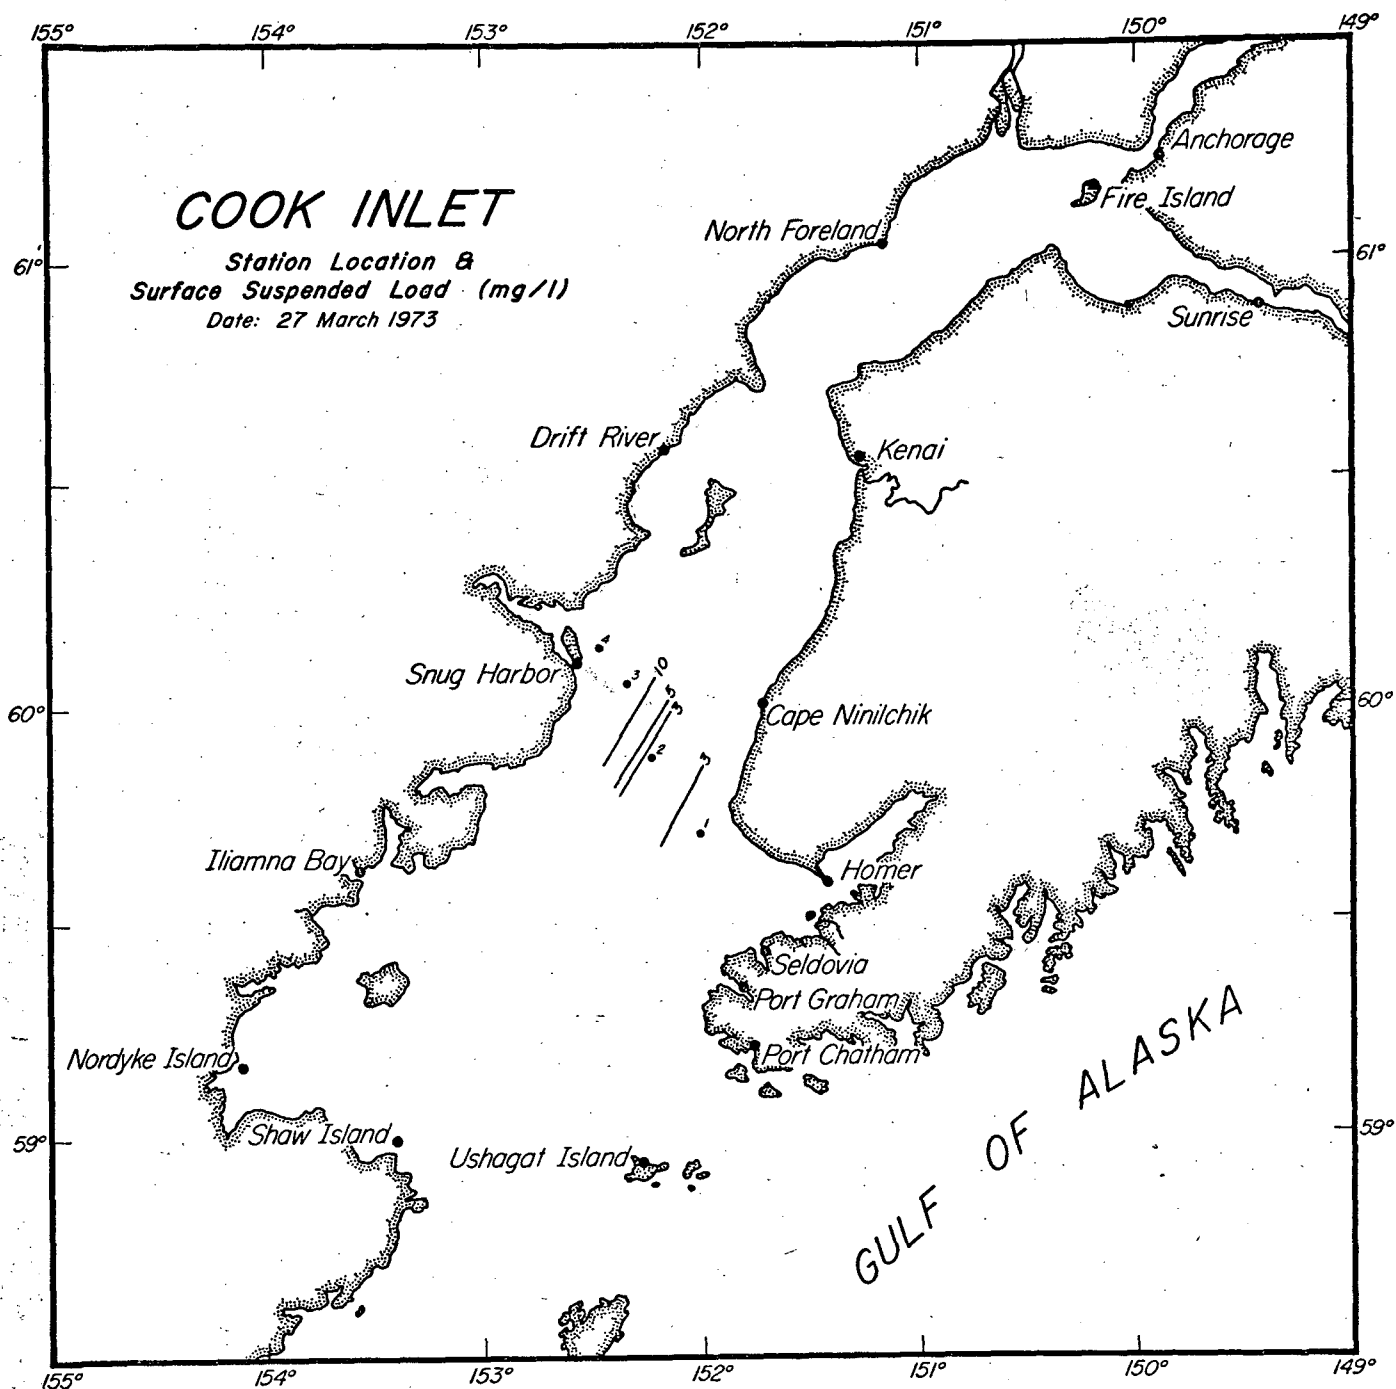 155° 154° 153° 152° 151° 150° 149°
Anchorage
Fire Island
COOK INLET
North Foreland
61° 61°
Station Location &
Surface Suspended Load (mg/l)
Date: 27 March 1973
Sunrise
Drift River
Kenai
4
Snug Harbor
3
10
5
60° 60°
Cape Ninilchik
2
1
Iliamna Bay
Homer
Seldovia
Port Graham
Nordyke Island
Port Chatham
Shaw Island
59° 59°
Ushagat Island
GULF OF ALASKA
155° 154° 153° 152° 151° 150° 149°